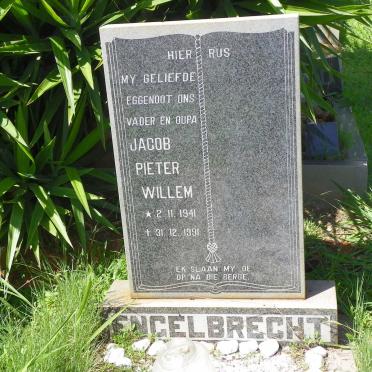 HIER RUS
MY GELIEFDE
EGGENOOT ONS
VADER EN OUPA
JACOB
PIETER
WILLEM
* 2. 11. 1941
† 31. 12. 1991
EK SLAAN MY OË
OP NA DIE BERGE.
ENGELBRECHT